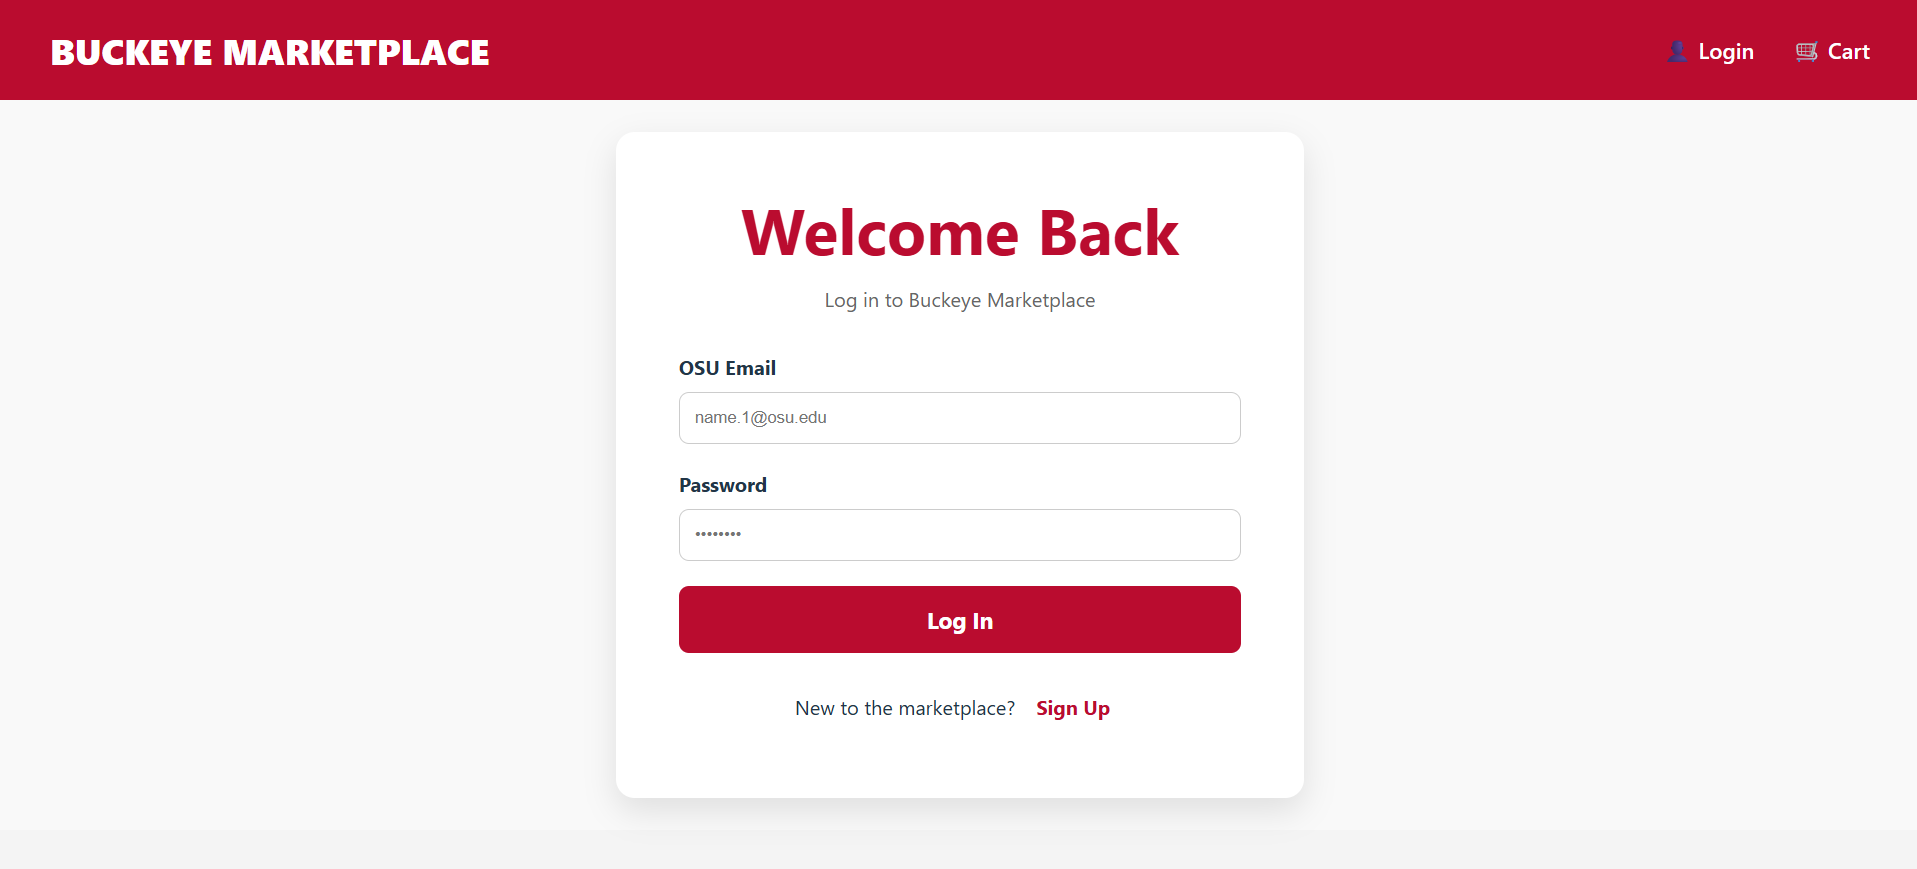 BUCKEYE MARKETPLACE
Login
Cart
Welcome Back
Log in to Buckeye Marketplace
OSU Email
name.1@osu.edu
Password
••••••••
Log In
New to the marketplace? Sign Up